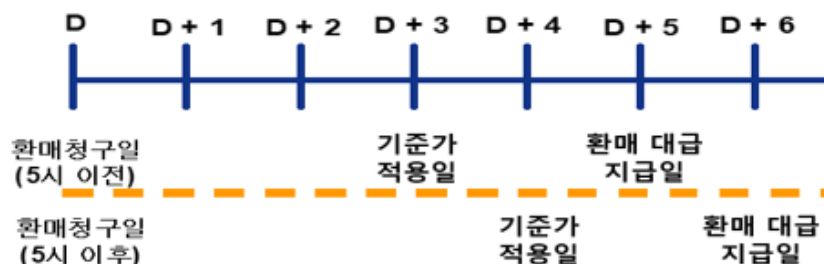 D D + 1 D + 2 D + 3 D + 4 D + 5 D + 6
환매청구일 기준가 환매 대급
(5시 이전) 적용일 지급일
환매청구일 기준가 환매 대급
(5시 이후) 적용일 지급일